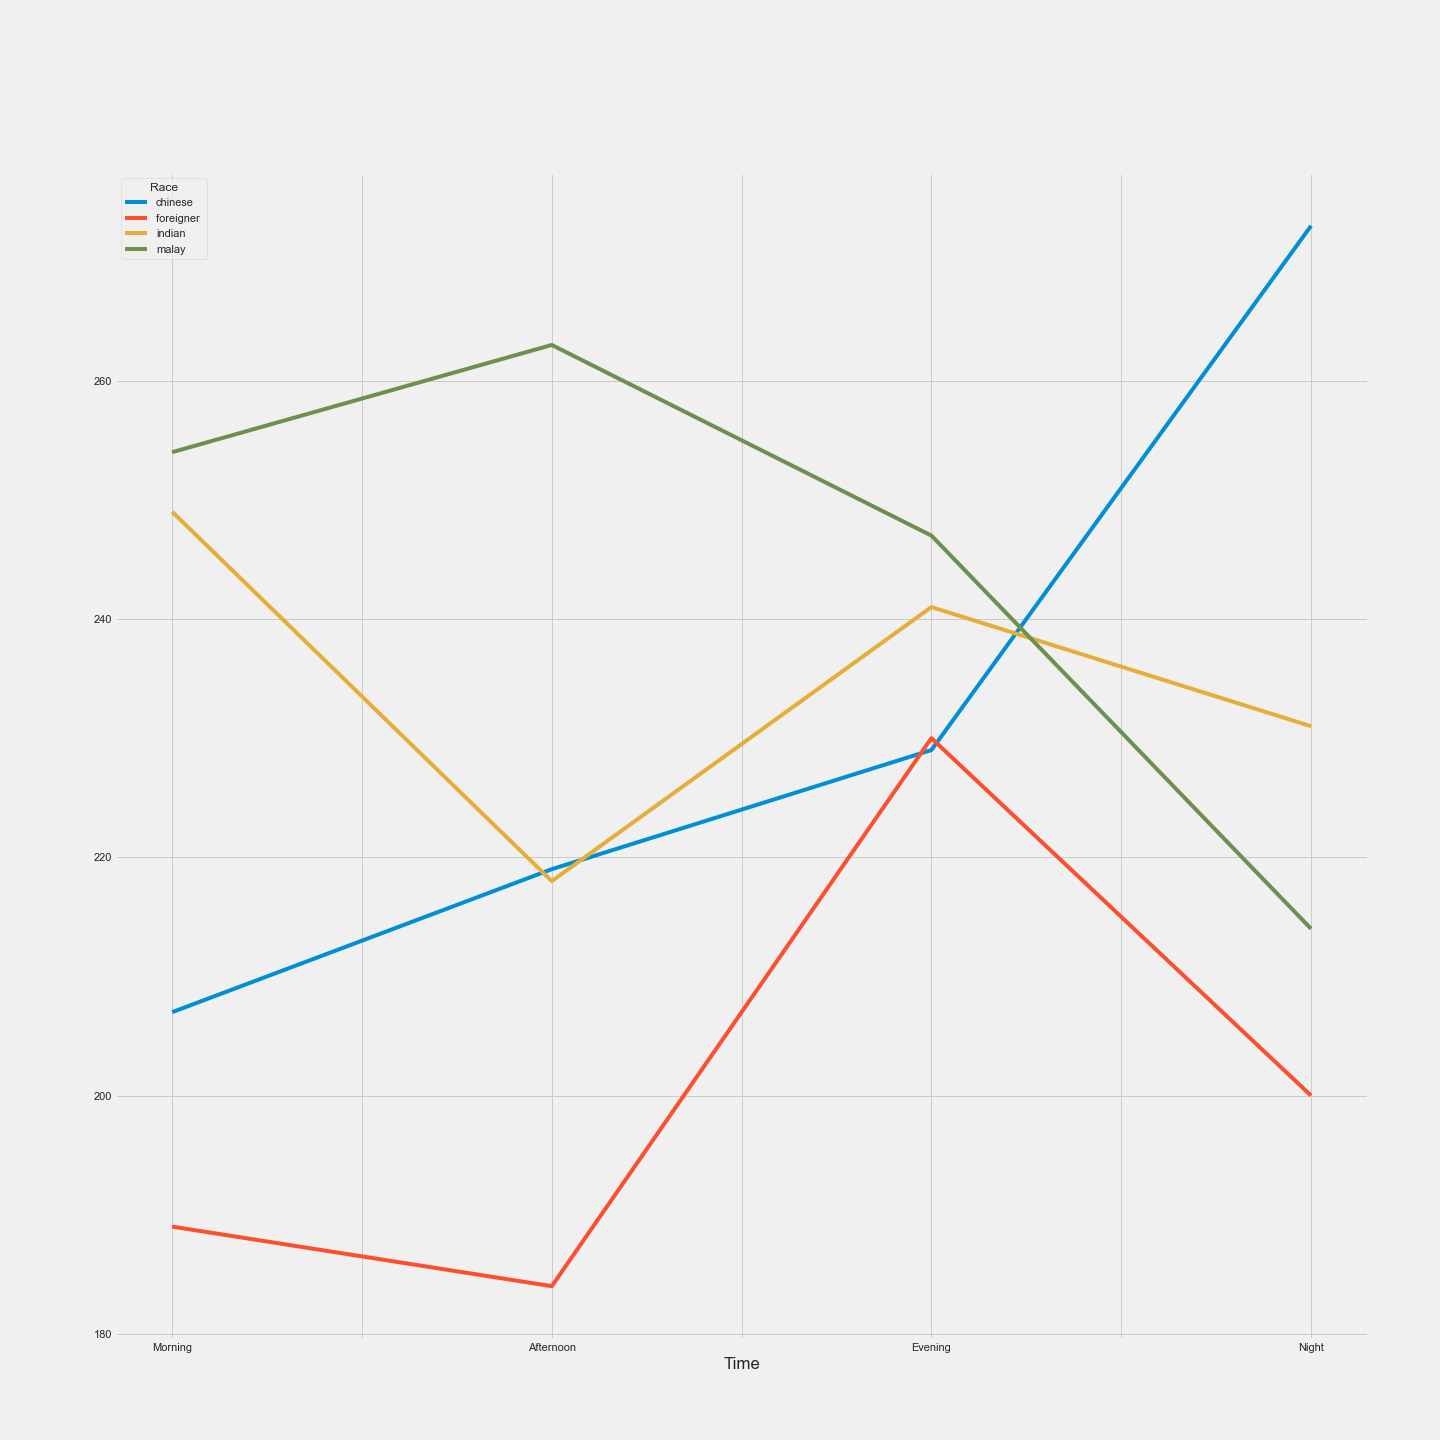 Race
chinese
foreigner
indian
malay
260
240
220
200
180
Morning Afternoon Evening Night
Time